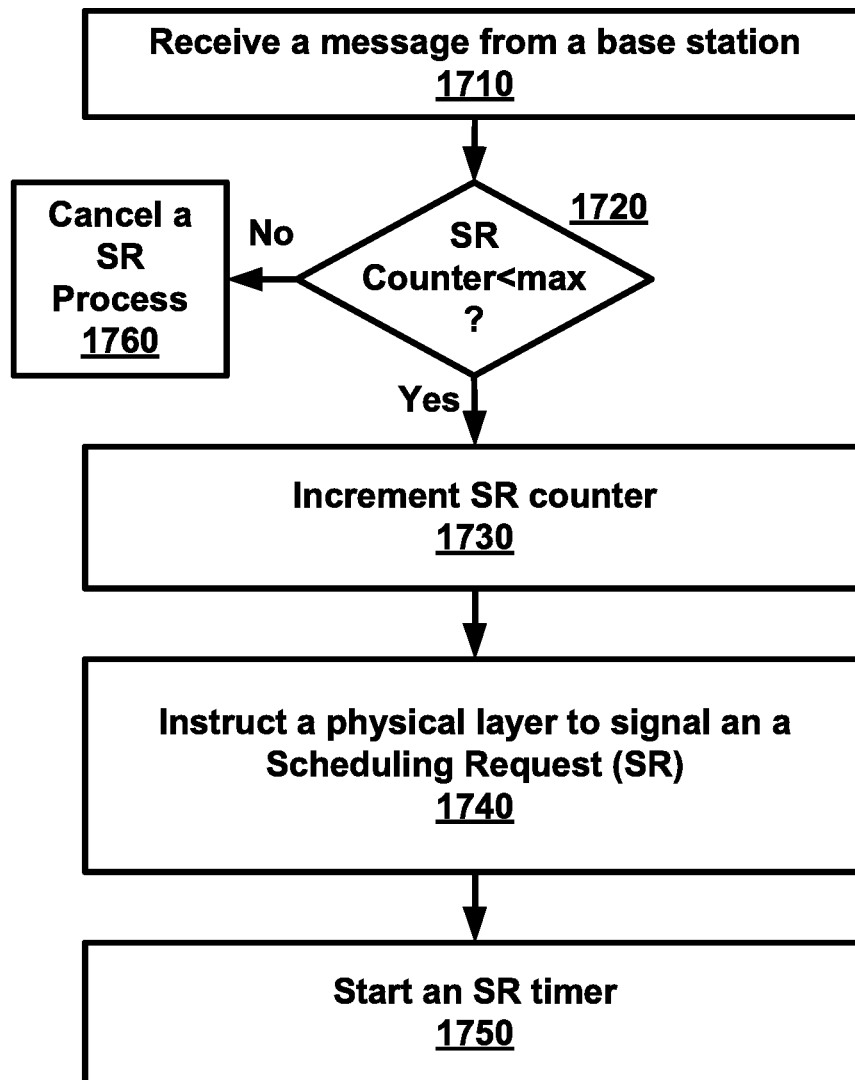 Receive a message from a base station
1710
1720
SR
Counter<max
?
No
Cancel a
SR
Process
1760
Yes
Increment SR counter
1730
Instruct a physical layer to signal an a
Scheduling Request (SR)
1740
Start an SR timer
1750